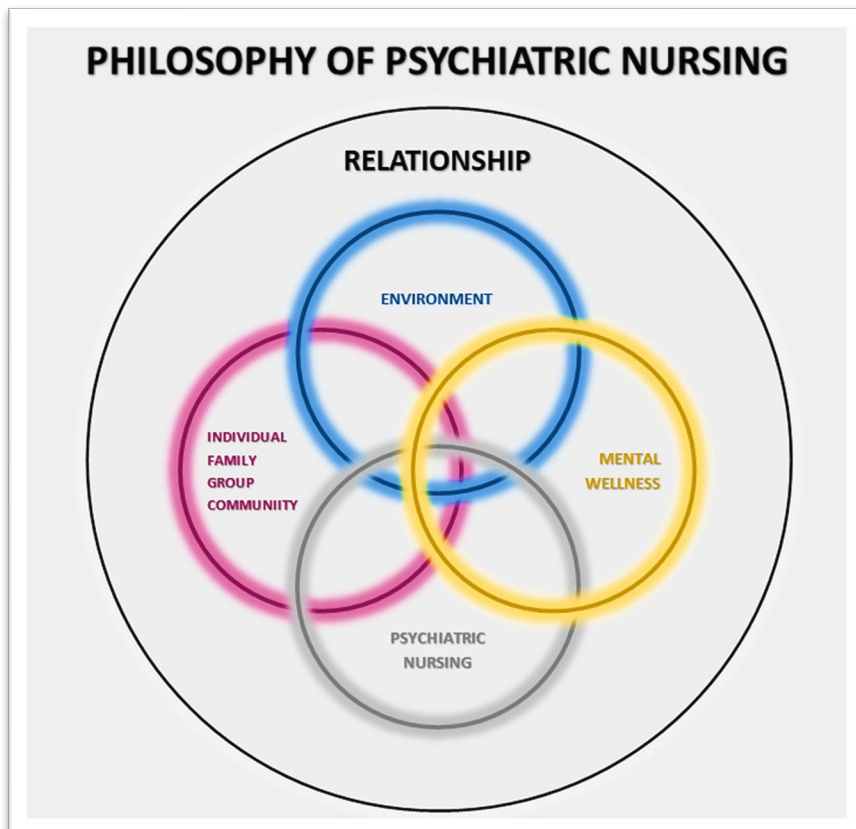 PHILOSOPHY OF PSYCHIATRIC NURSING
RELATIONSHIP
ENVIRONMENT
INDIVIDUAL
FAMILY
GROUP
COMMUNIITY
MENTAL
WELLNESS
PSYCHIATRIC
NURSING